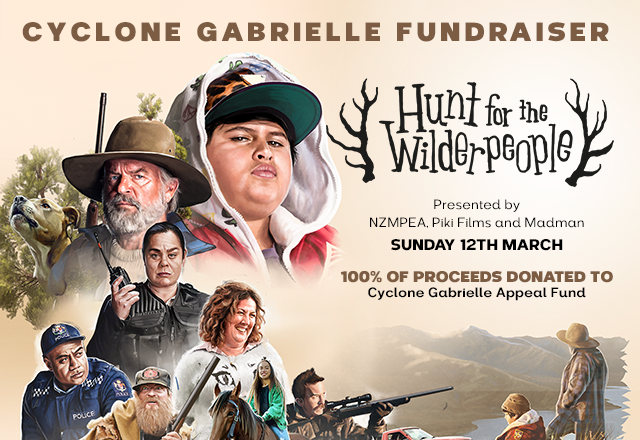 CYCLONE GABRIELLE FUNDRAISER
Hunt for the
Wilderpeople
Presented by
NZMPEA, Piki Films and Madman
SUNDAY 12TH MARCH
100% OF PROCEEDS DONATED TO
Cyclone Gabrielle Appeal Fund
POLICE
POLICE